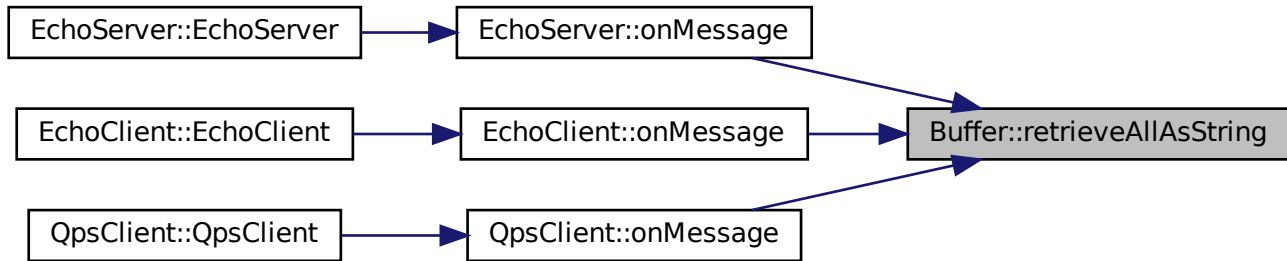 EchoServer::EchoServer
EchoServer::onMessage
EchoClient::EchoClient
EchoClient::onMessage
Buffer::retrieveAllAsString
QpsClient::QpsClient
QpsClient::onMessage